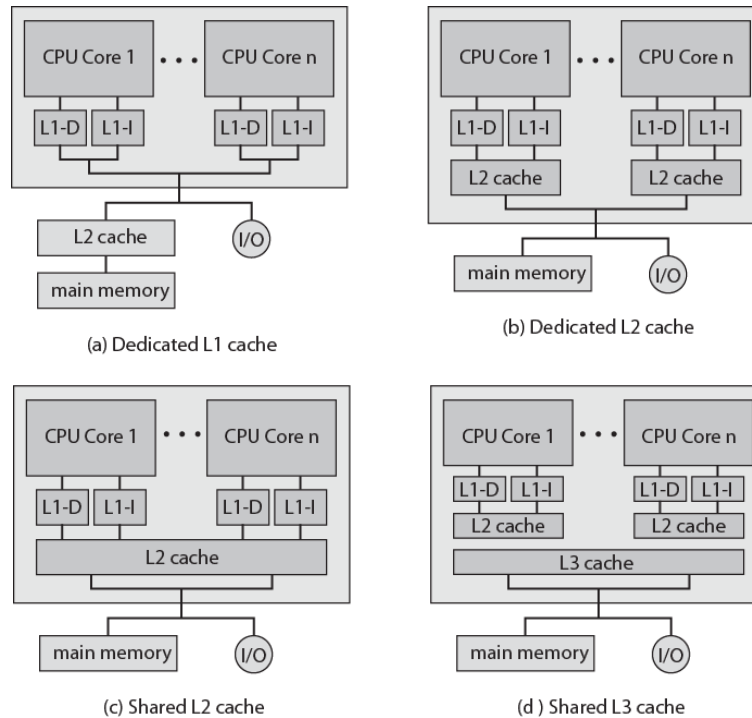 CPU Core 1 • • • CPU Core n
L1-D L1-I L1-D L1-I
L2 cache I/O
main memory
(a) Dedicated L1 cache
CPU Core 1 • • • CPU Core n
L1-D L1-I L1-D L1-I
L2 cache L2 cache
main memory I/O
(b) Dedicated L2 cache
CPU Core 1 • • • CPU Core n
L1-D L1-I L1-D L1-I
L2 cache
main memory I/O
(c) Shared L2 cache
CPU Core 1 • • • CPU Core n
L1-D L1-I L1-D L1-I
L2 cache L2 cache
L3 cache
main memory I/O
(d ) Shared L3 cache